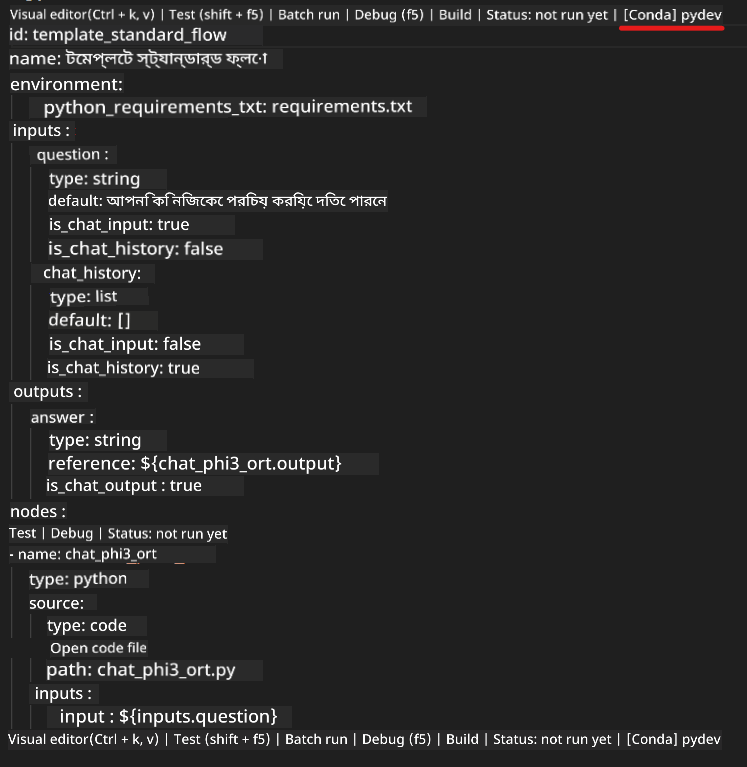 Visual editor(Ctrl + k, v) | Test (shift + f5) | Batch run | Debug (f5) | Build | Status: not run yet | [Conda] pydev
id: template_standard_flow
name: টেমপ্লেট স্ট্যান্ডার্ড ফ্লো
environment:
python_requirements_txt: requirements.txt
inputs :
question :
type: string
default: আপনি কি নিজেকে পরিচয় করিয়ে দিতে পারেন
is_chat_input: true
is_chat_history: false
chat_history:
type: list
default: []
is_chat_input: false
is_chat_history: true
outputs :
answer :
type: string
reference: ${chat_phi3_ort.output}
is_chat_output : true
nodes :
Test | Debug | Status: not run yet
- name: chat_phi3_ort
type: python
source:
type: code
Open code file
path: chat_phi3_ort.py
inputs :
input : ${inputs.question}
Visual editor(Ctrl + k, v) | Test (shift + f5) | Batch run | Debug (f5) | Build | Status: not run yet | [Conda] pydev